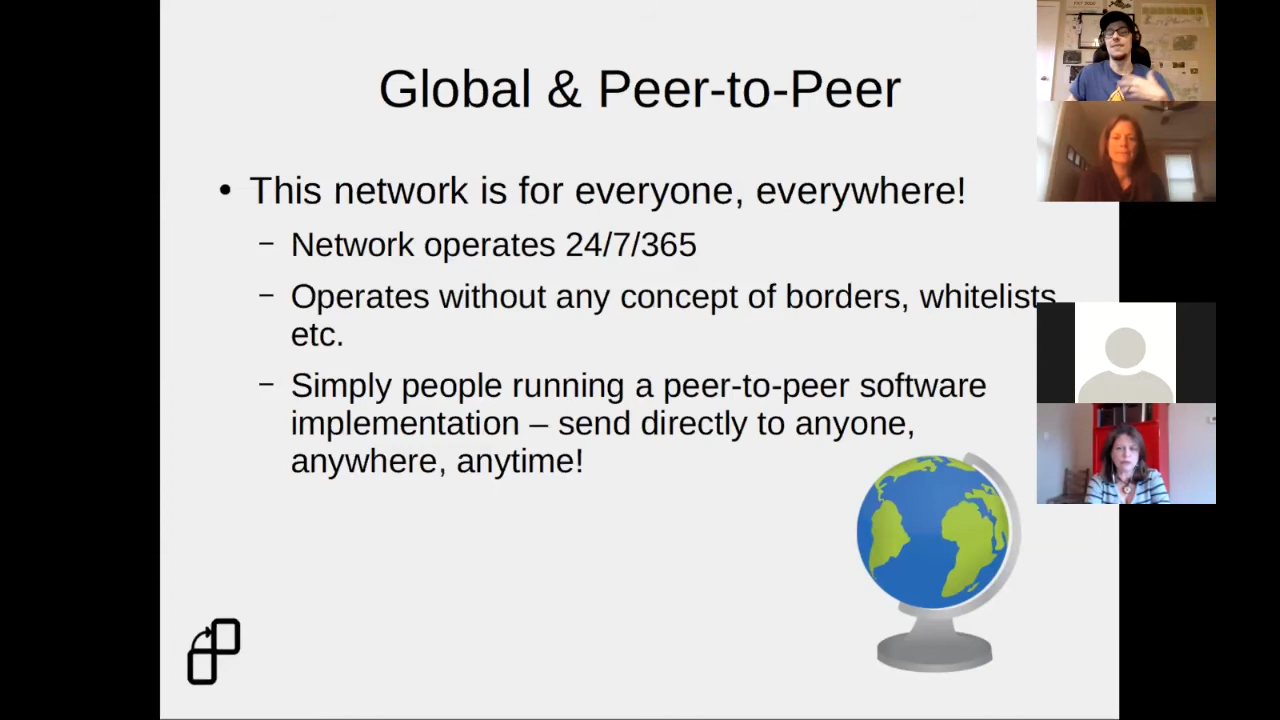 Global & Peer-to-Peer
• This network is for everyone, everywhere!
– Network operates 24/7/365
– Operates without any concept of borders, whitelists
etc.
– Simply people running a peer-to-peer software
implementation – send directly to anyone,
anywhere, anytime!